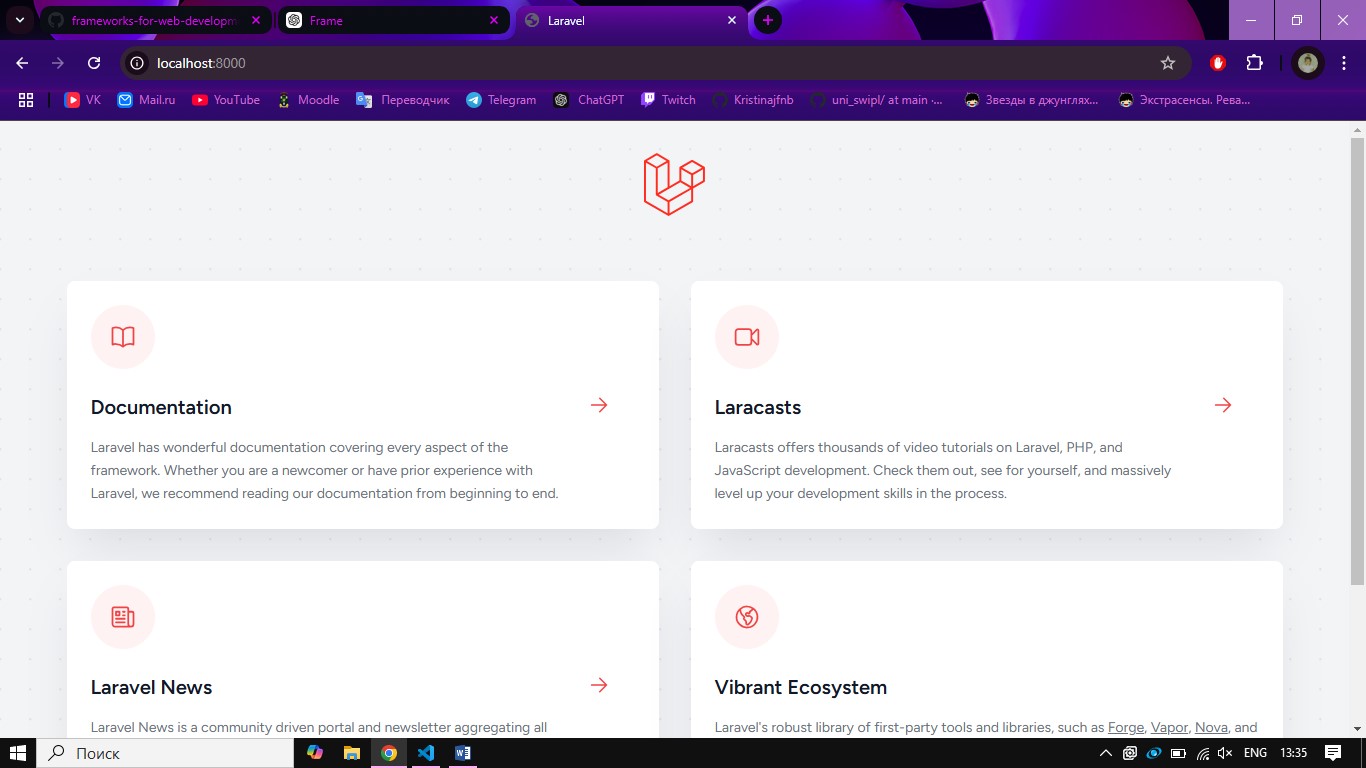 frameworks-for-web-developm
Frame
Laravel
localhost:8000
VK
Mail.ru
YouTube
Moodle
Переводчик
Telegram
ChatGPT
Twitch
Kristinajfnb
uni_swipl/ at main ·...
Звезды в джунглях...
Экстрасенсы. Рева...
Documentation
Laravel has wonderful documentation covering every aspect of the
framework. Whether you are a newcomer or have prior experience with
Laravel, we recommend reading our documentation from beginning to end.
Laracasts
Laracasts offers thousands of video tutorials on Laravel, PHP, and
JavaScript development. Check them out, see for yourself, and massively
level up your development skills in the process.
Laravel News
Laravel News is a community driven portal and newsletter aggregating all
Vibrant Ecosystem
Laravel's robust library of first-party tools and libraries, such as Forge, Vapor, Nova, and
Поиск
ENG
13:35